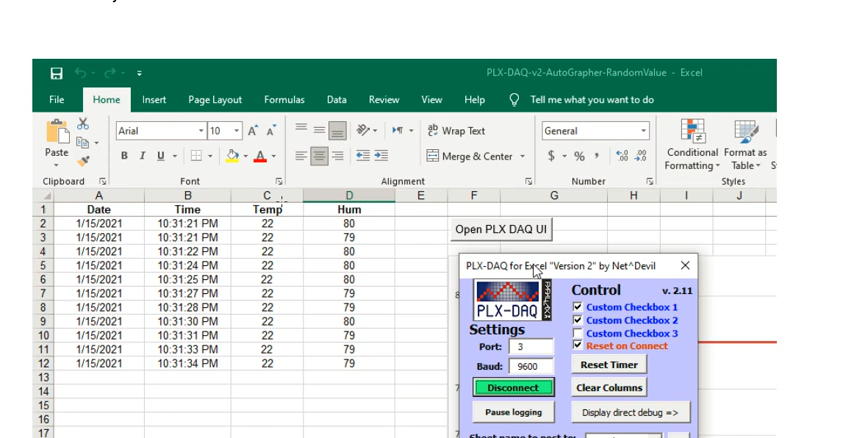 PLX-DAQ-v2-AutoGrapher-RandomValue - Excel
File Home Insert Page Layout Formulas Data Review View Help Tell me what you want to do
Arial 10 A A Wrap Text General
Paste B I U A Merge & Center $ % , Conditional Format as
Formatting Table
Clipboard Font Alignment Number Styles
A B C D E F G H I J
1 Date Time Temp Hum
2 1/15/2021 10:31:21 PM 22 80 Open PLX DAQ UI
3 1/15/2021 10:31:21 PM 22 79
4 1/15/2021 10:31:22 PM 22 80
5 1/15/2021 10:31:24 PM 22 80
6 1/15/2021 10:31:25 PM 22 80
7 1/15/2021 10:31:27 PM 22 79
8 1/15/2021 10:31:28 PM 22 79
9 1/15/2021 10:31:30 PM 22 80
10 1/15/2021 10:31:31 PM 22 79
11 1/15/2021 10:31:33 PM 22 79
12 1/15/2021 10:31:34 PM 22 79
13
14
15
16
17
PLX-DAQ for Excel "Version 2" by Net^Devil
PLX-DAQ PARALLAX
Control v. 2.11
Custom Checkbox 1
Custom Checkbox 2
Custom Checkbox 3
Reset on Connect
Settings
Port: 3
Baud: 9600
Reset Timer
Disconnect Clear Columns
Pause logging Display direct debug =>
Sheet name to post to: